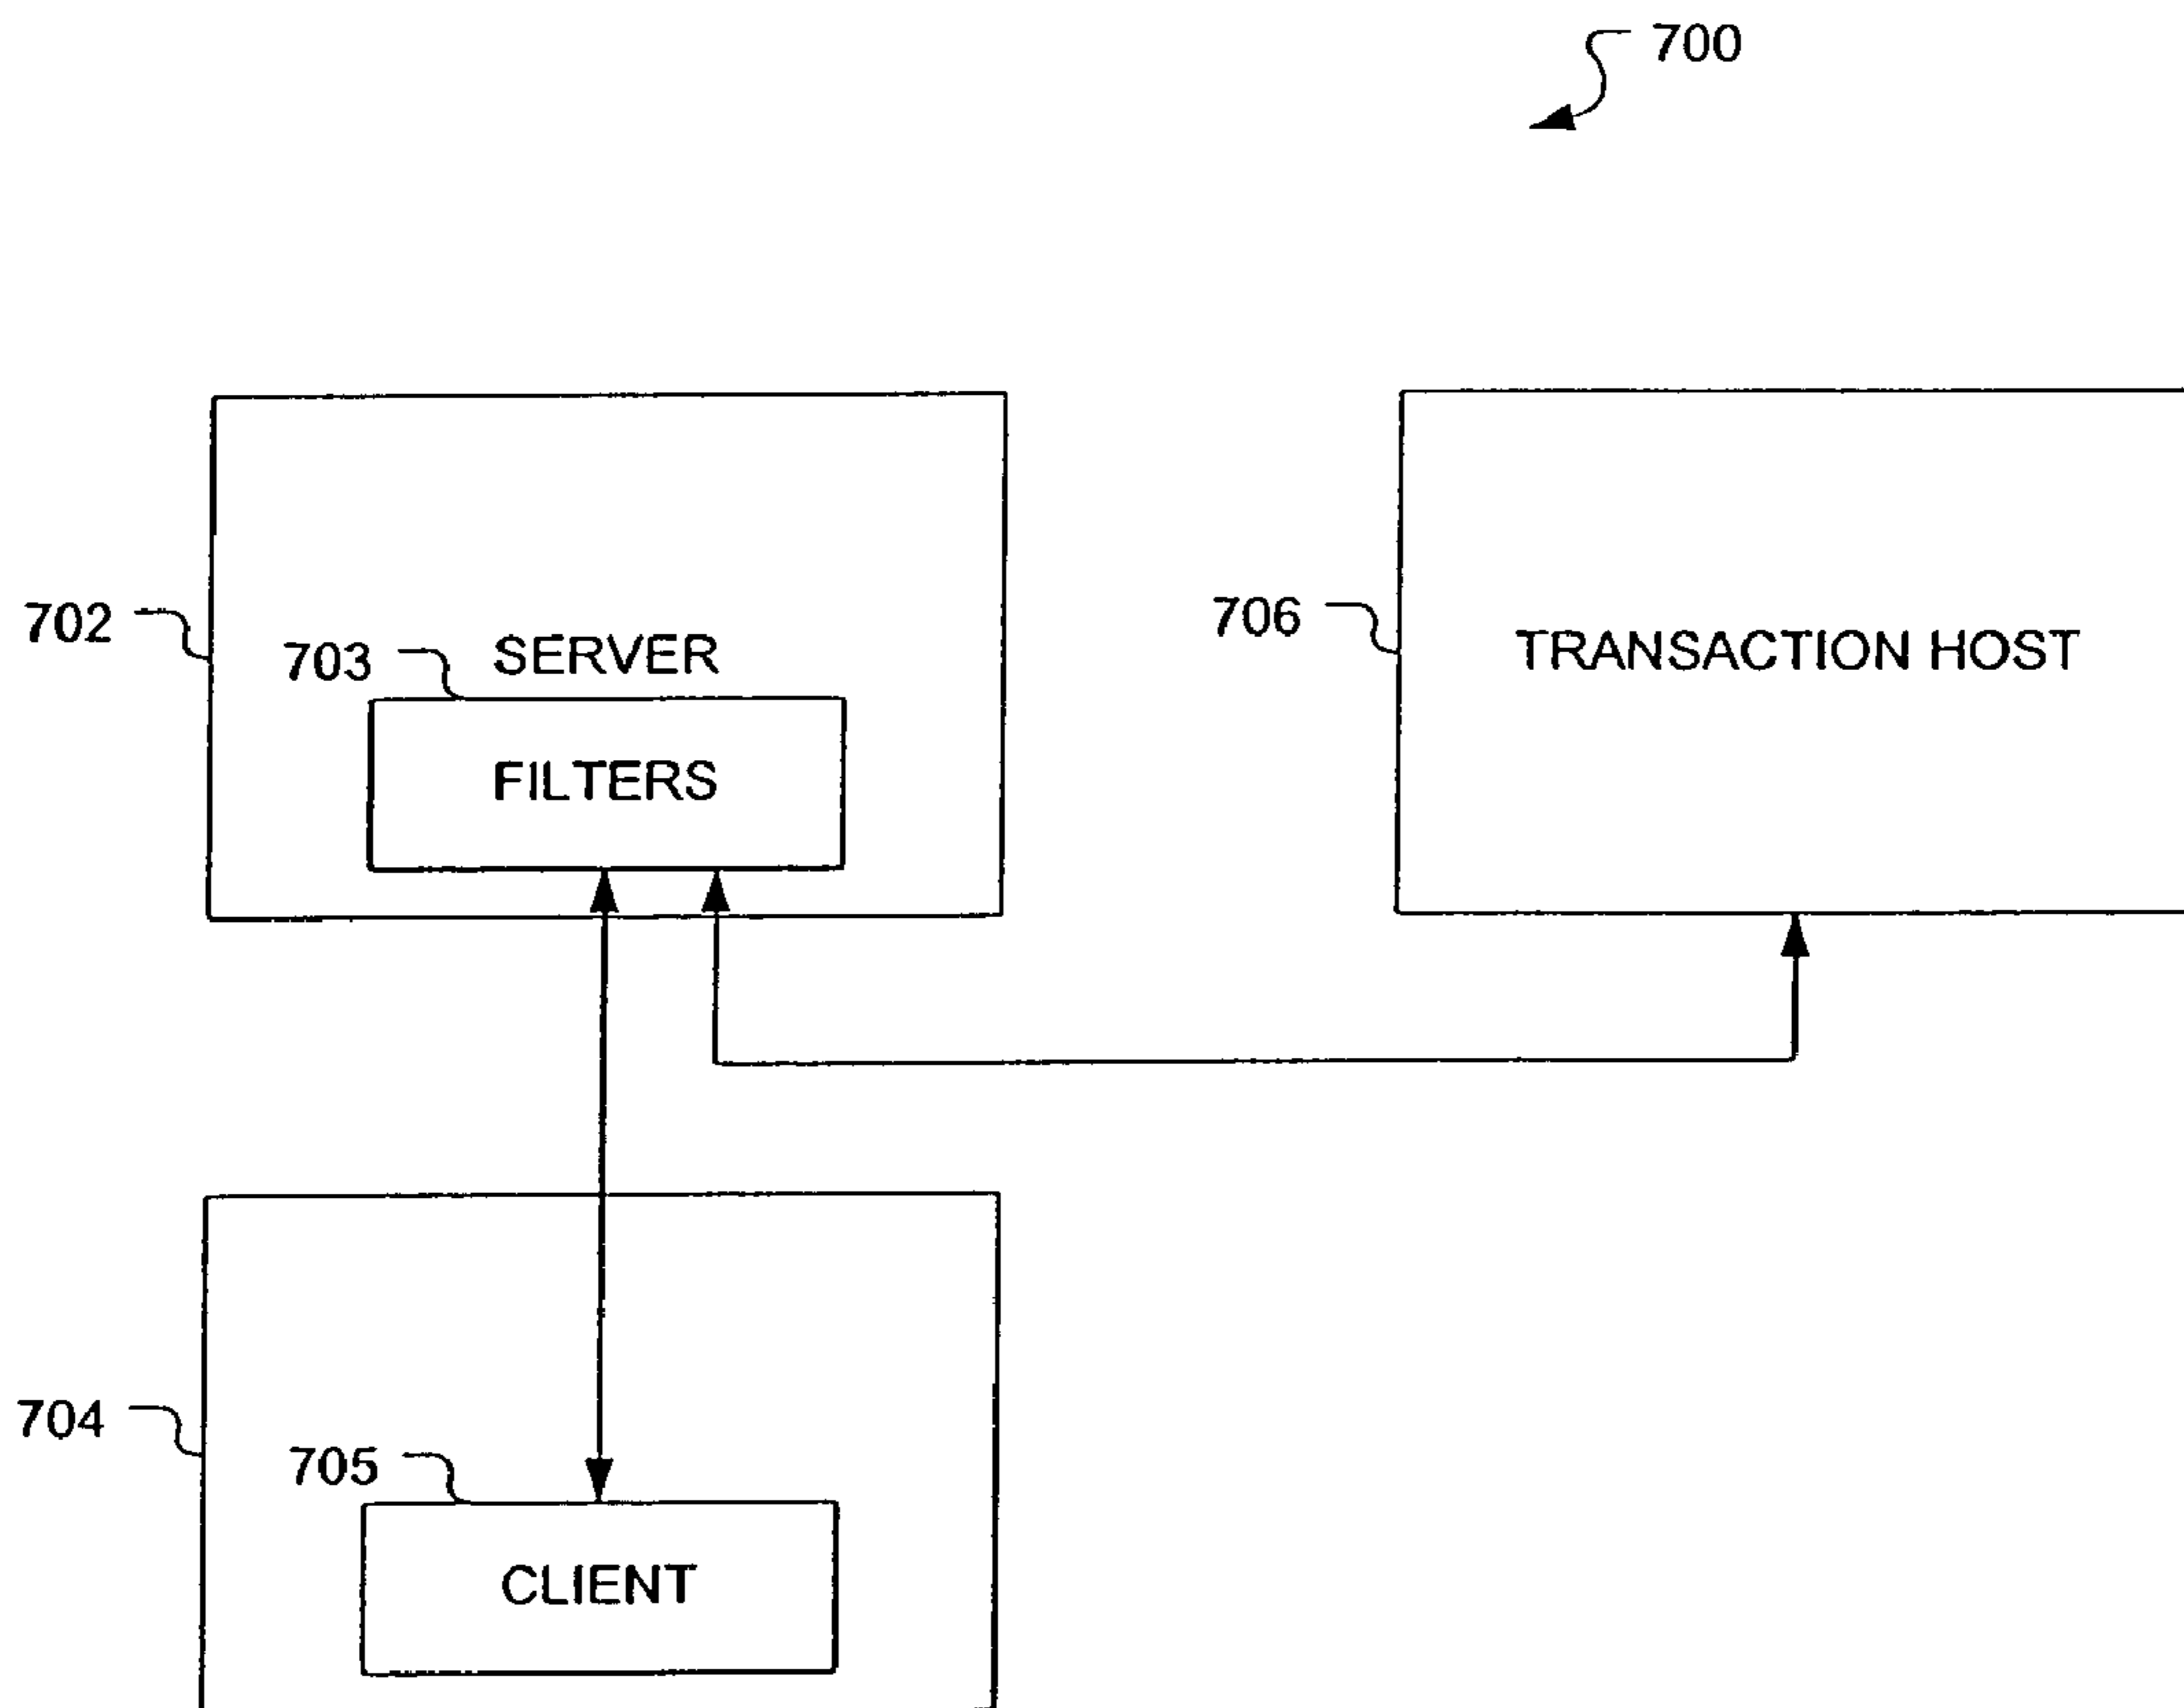 700
702
703
SERVER
FILTERS
706
TRANSACTION HOST
704
705
CLIENT